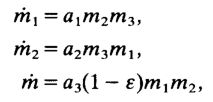 ṁ₁ = a₁m₂m₃,
ṁ₂ = a₂m₃m₁,
ṁ = a₃(1 − ε)m₁m₂,